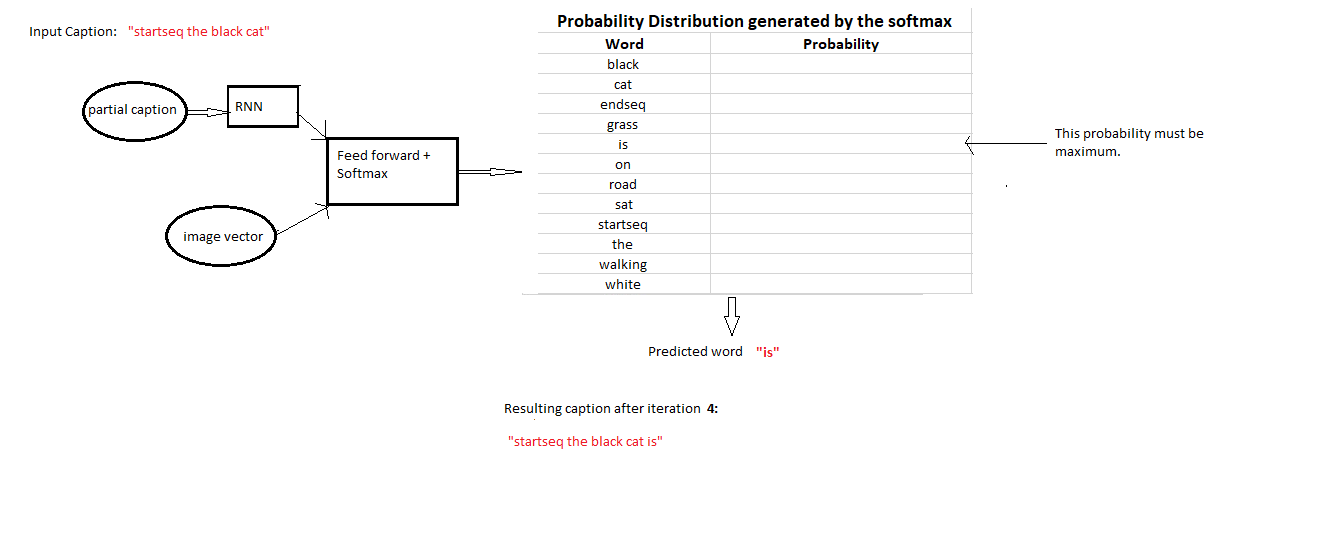 Input Caption: "startseq the black cat"
partial caption
RNN
Feed forward +
Softmax
image vector
Probability Distribution generated by the softmax
Word Probability
black
cat
endseq
grass
is
on
road
sat
startseq
the
walking
white
This probability must be
maximum.
Predicted word "is"
Resulting caption after iteration 4:
"startseq the black cat is"